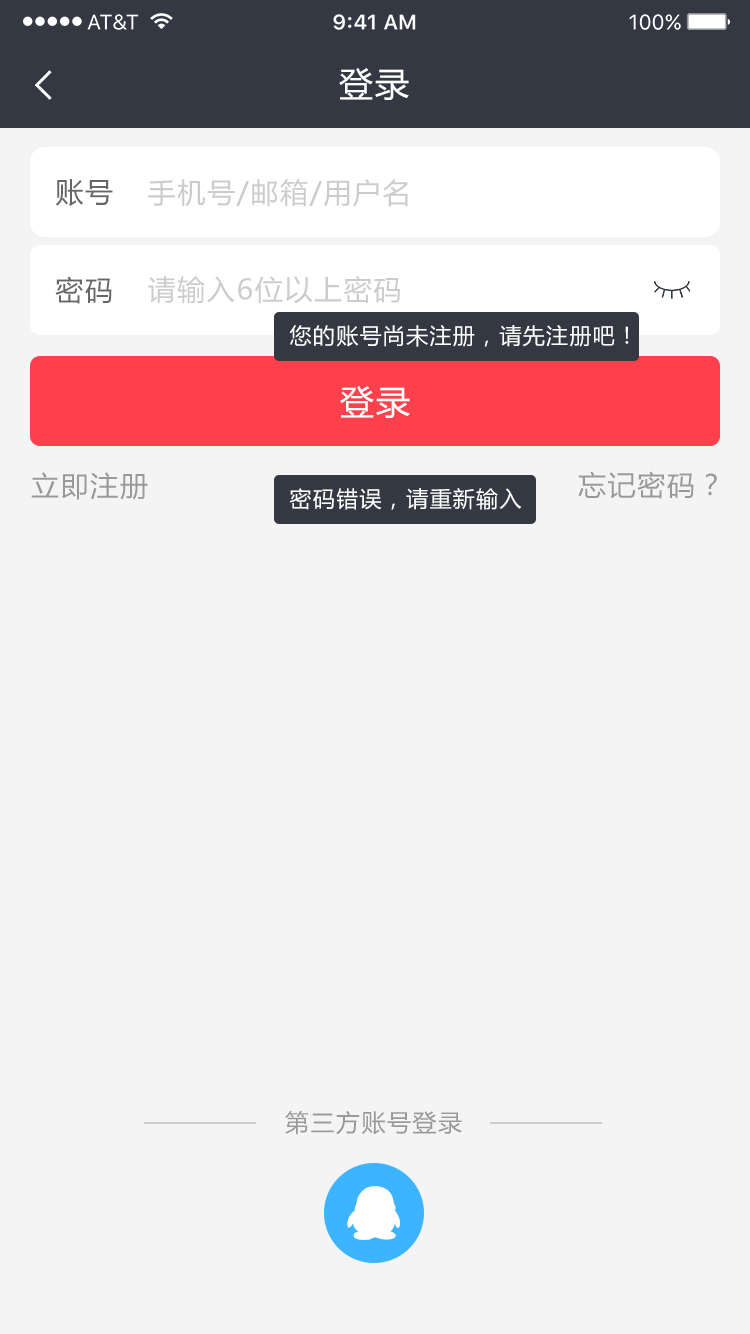 AT&T 9:41 AM 100%
登录
账号 手机号/邮箱/用户名
密码 请输入6位以上密码
您的账号尚未注册，请先注册吧！
登录
立即注册 密码错误，请重新输入 忘记密码？
第三方账号登录